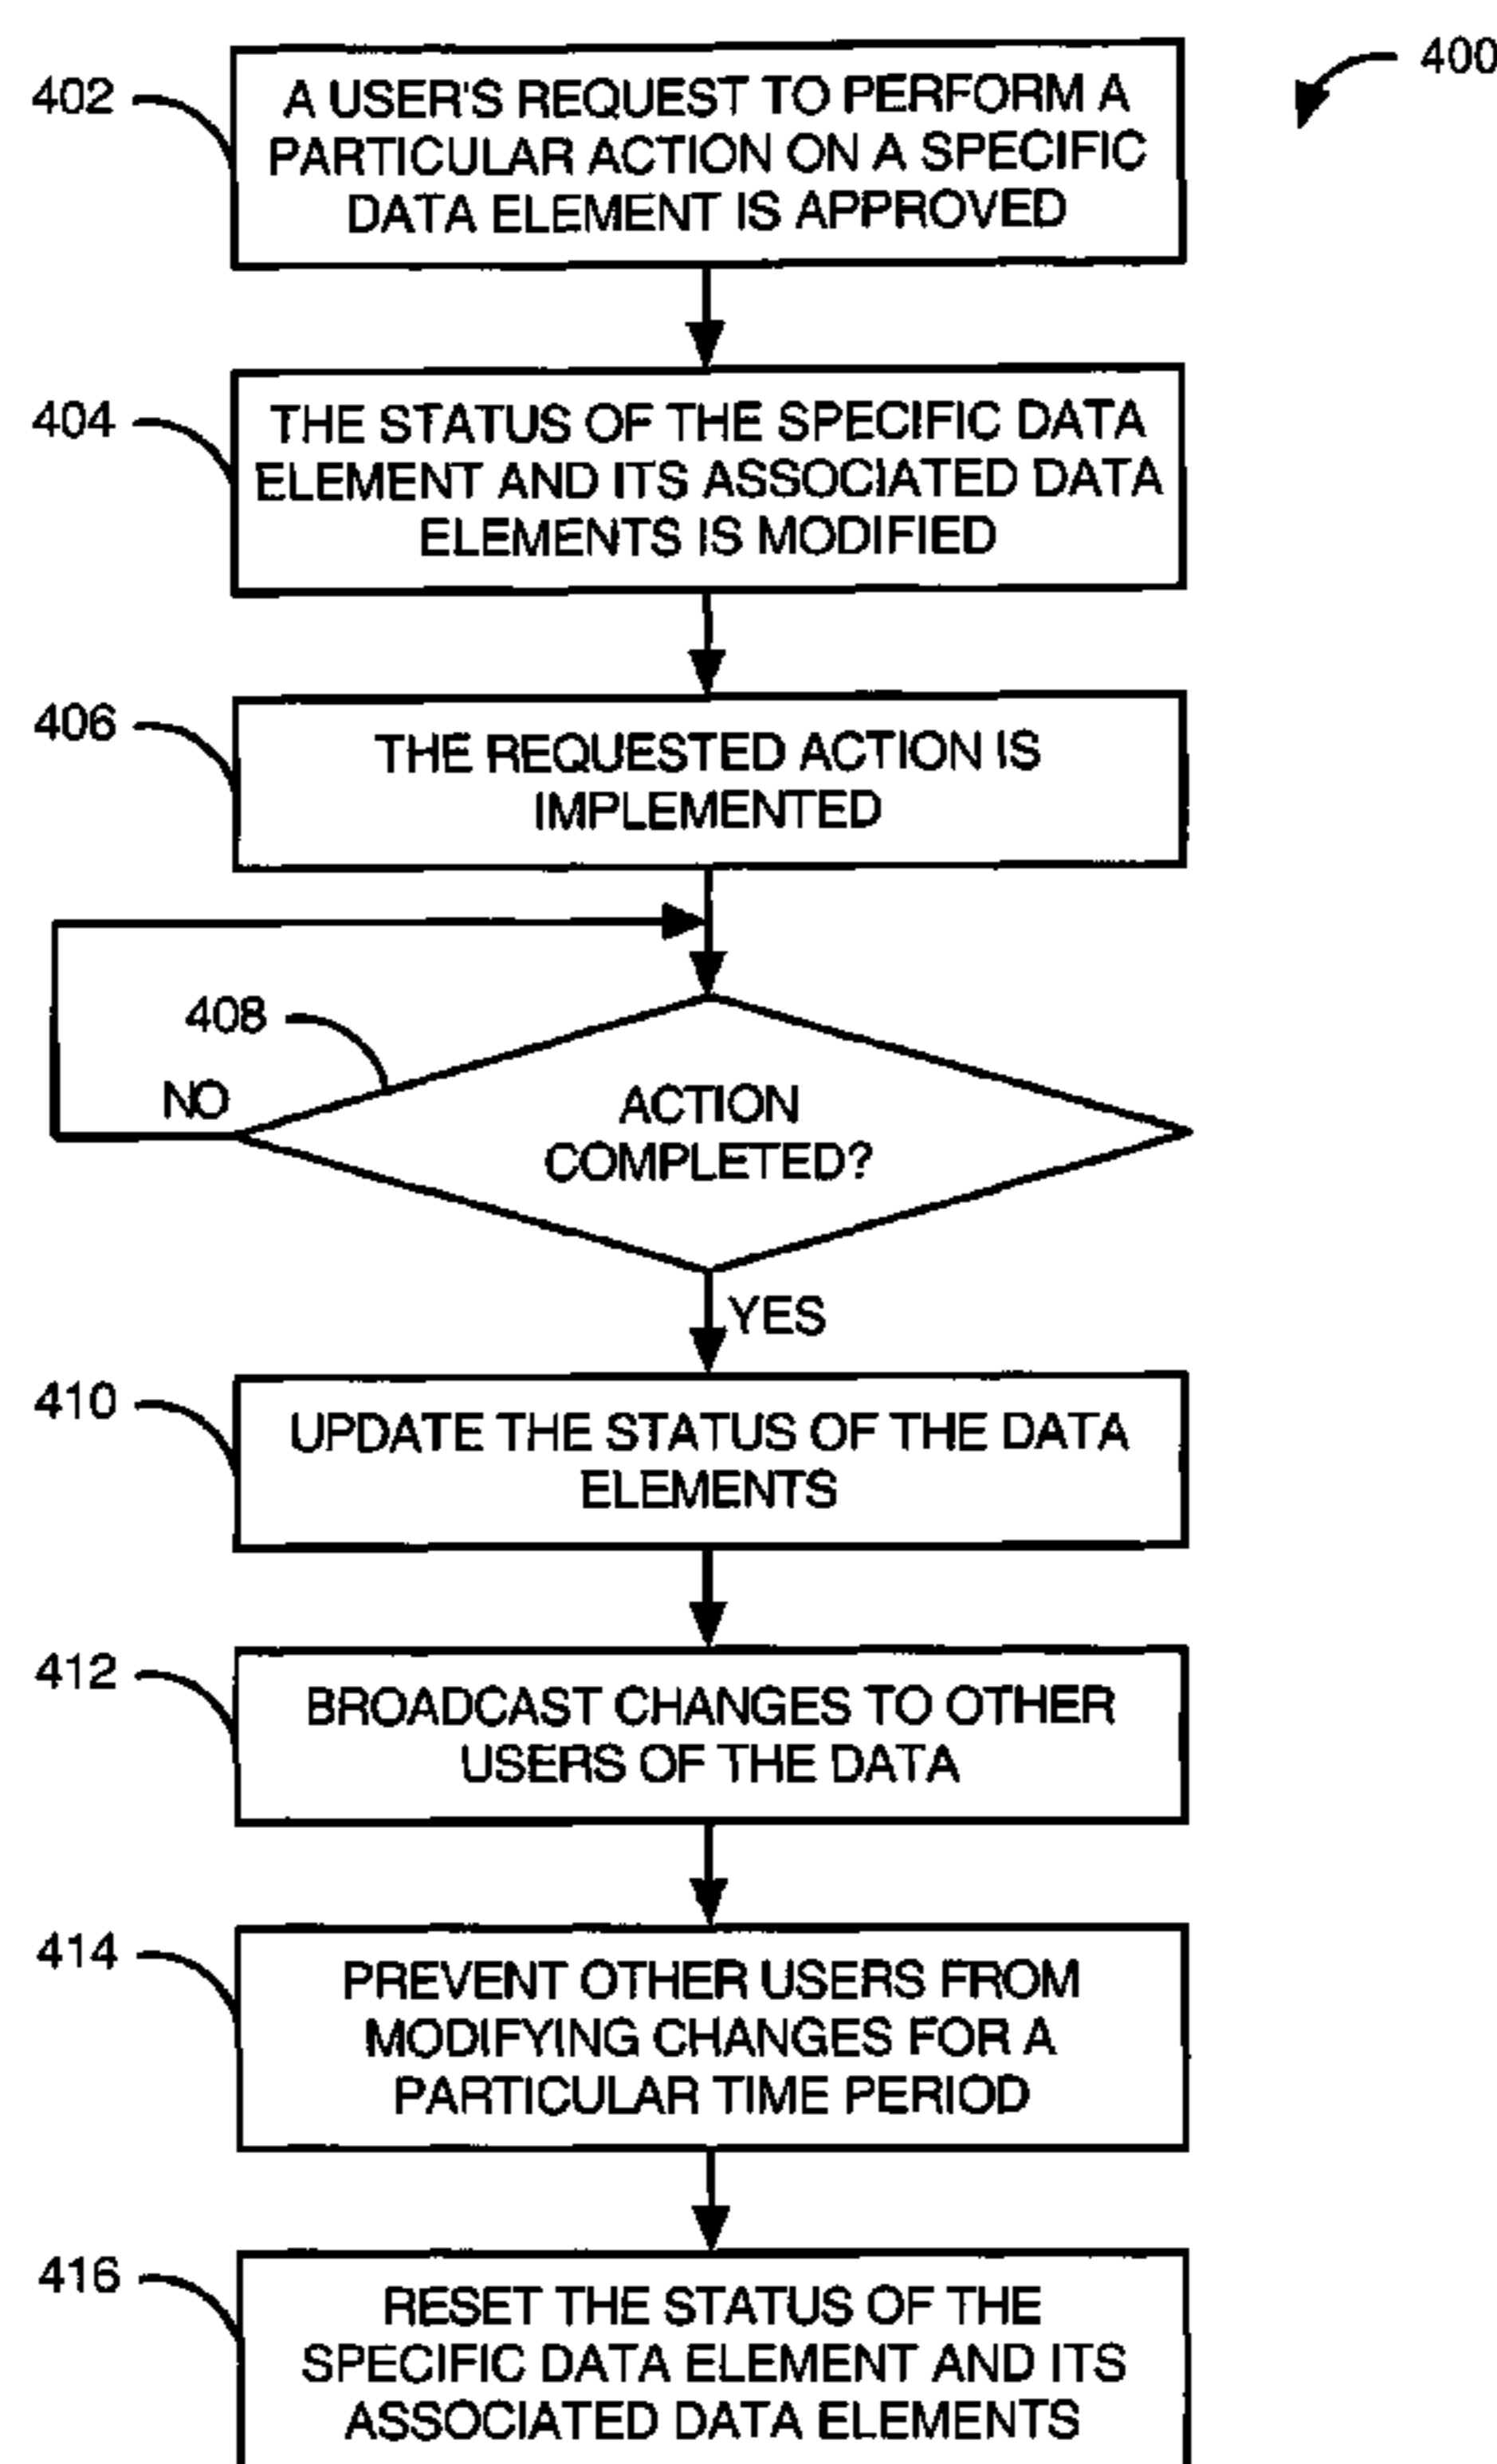 400
402
A USER'S REQUEST TO PERFORM A
PARTICULAR ACTION ON A SPECIFIC
DATA ELEMENT IS APPROVED
404
THE STATUS OF THE SPECIFIC DATA
ELEMENT AND ITS ASSOCIATED DATA
ELEMENTS IS MODIFIED
406
THE REQUESTED ACTION IS
IMPLEMENTED
408
NO
ACTION
COMPLETED?
YES
410
UPDATE THE STATUS OF THE DATA
ELEMENTS
412
BROADCAST CHANGES TO OTHER
USERS OF THE DATA
414
PREVENT OTHER USERS FROM
MODIFYING CHANGES FOR A
PARTICULAR TIME PERIOD
416
RESET THE STATUS OF THE
SPECIFIC DATA ELEMENT AND ITS
ASSOCIATED DATA ELEMENTS